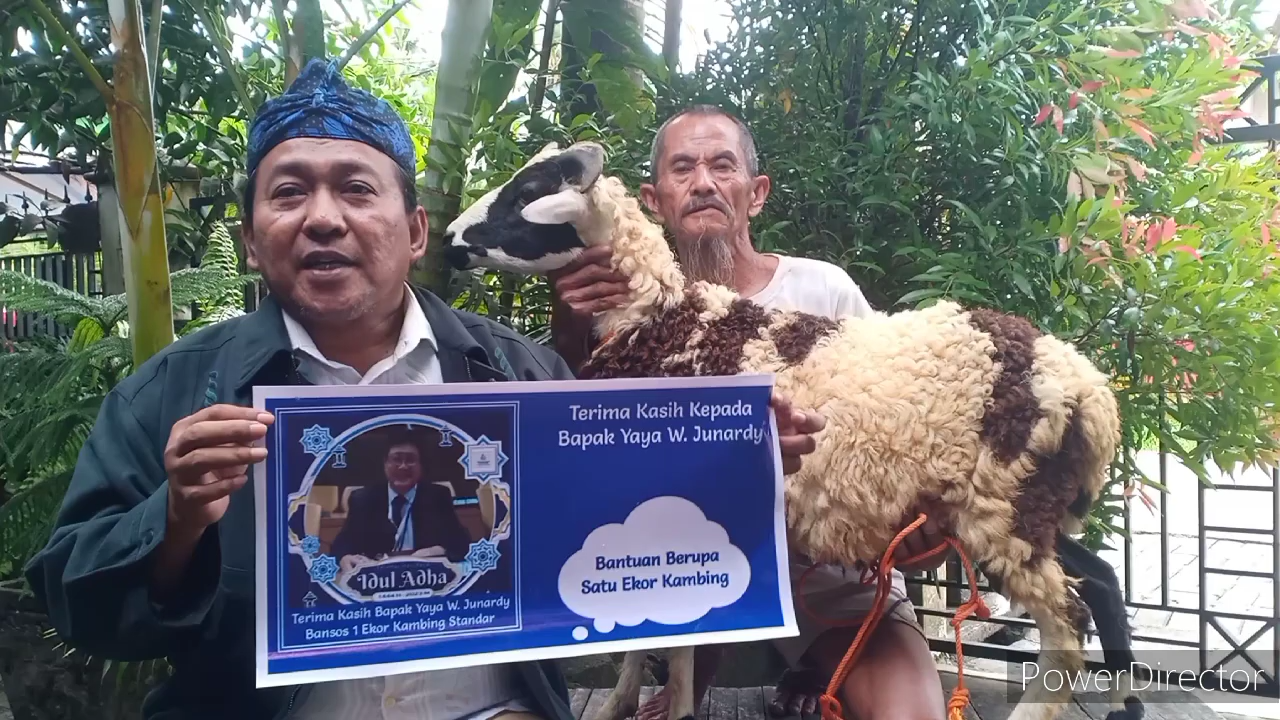 Terima Kasih Kepada
Bapak Yaya W. Junardy
Bantuan Berupa
Satu Ekor Kambing
Idul Adha
Terima Kasih Bapak Yaya W. Junardy
Bansos 1 Ekor Kambing Standar
PowerDirector